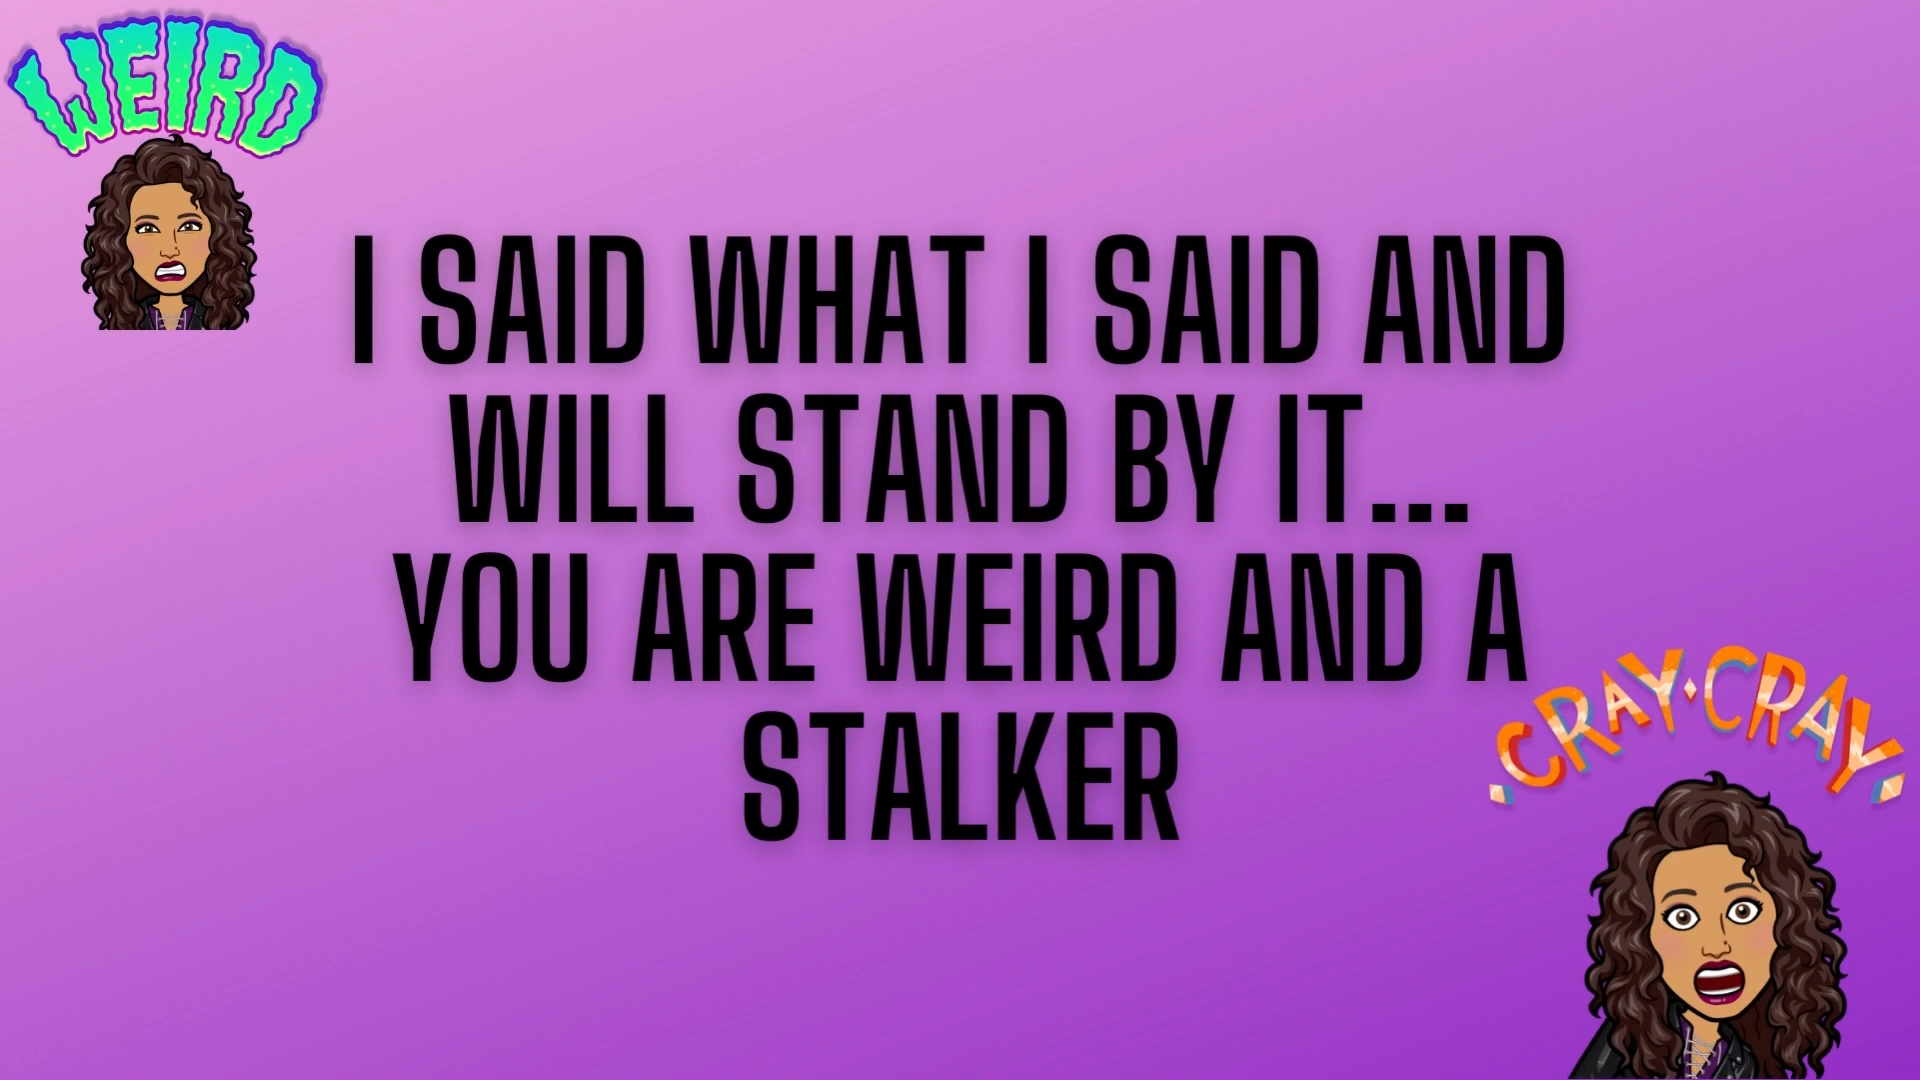 WEIRD
I SAID WHAT I SAID AND
WILL STAND BY IT...
YOU ARE WEIRD AND A
STALKER
CRAY·CRAY